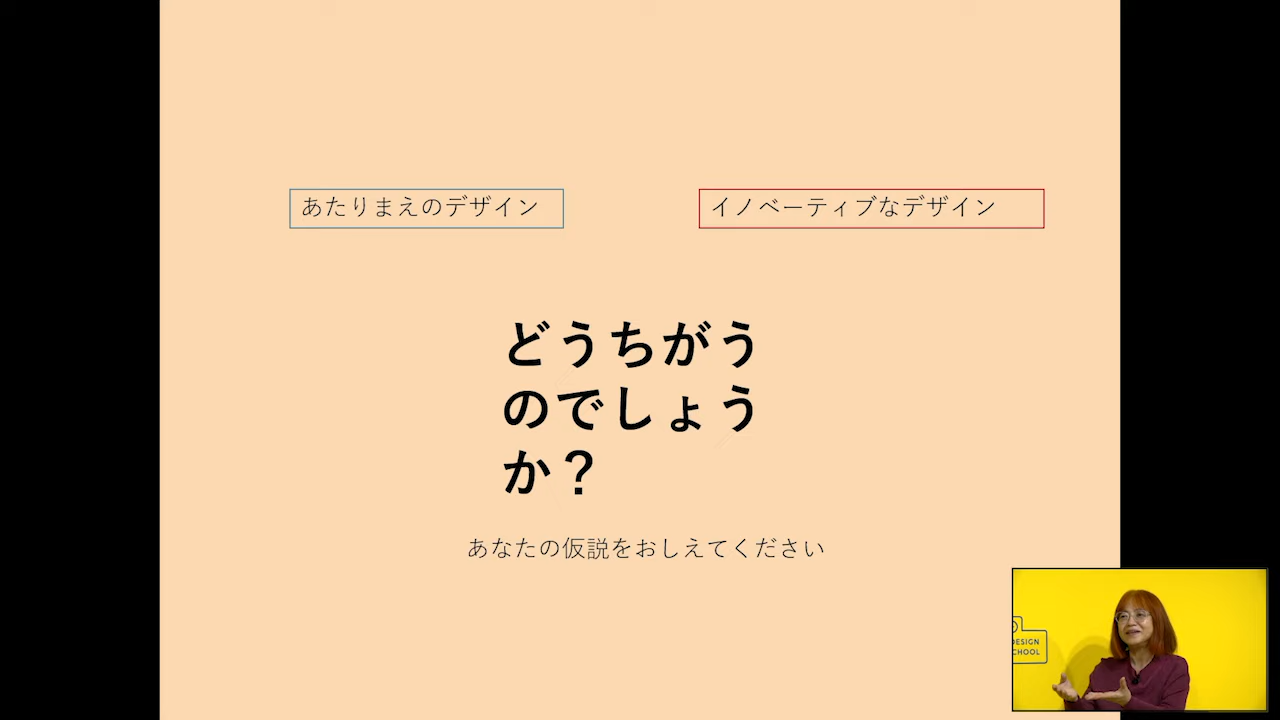 あたりまえのデザイン
イノベーティブなデザイン
どうちがう
のでしょう
か？
あなたの仮説をおしえてください
DESIGN